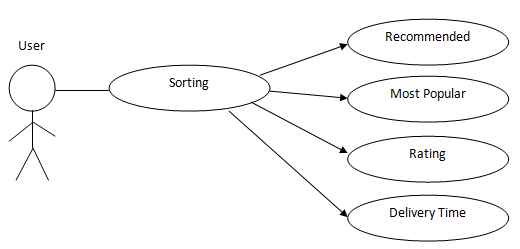 User
Sorting
Recommended
Most Popular
Rating
Delivery Time